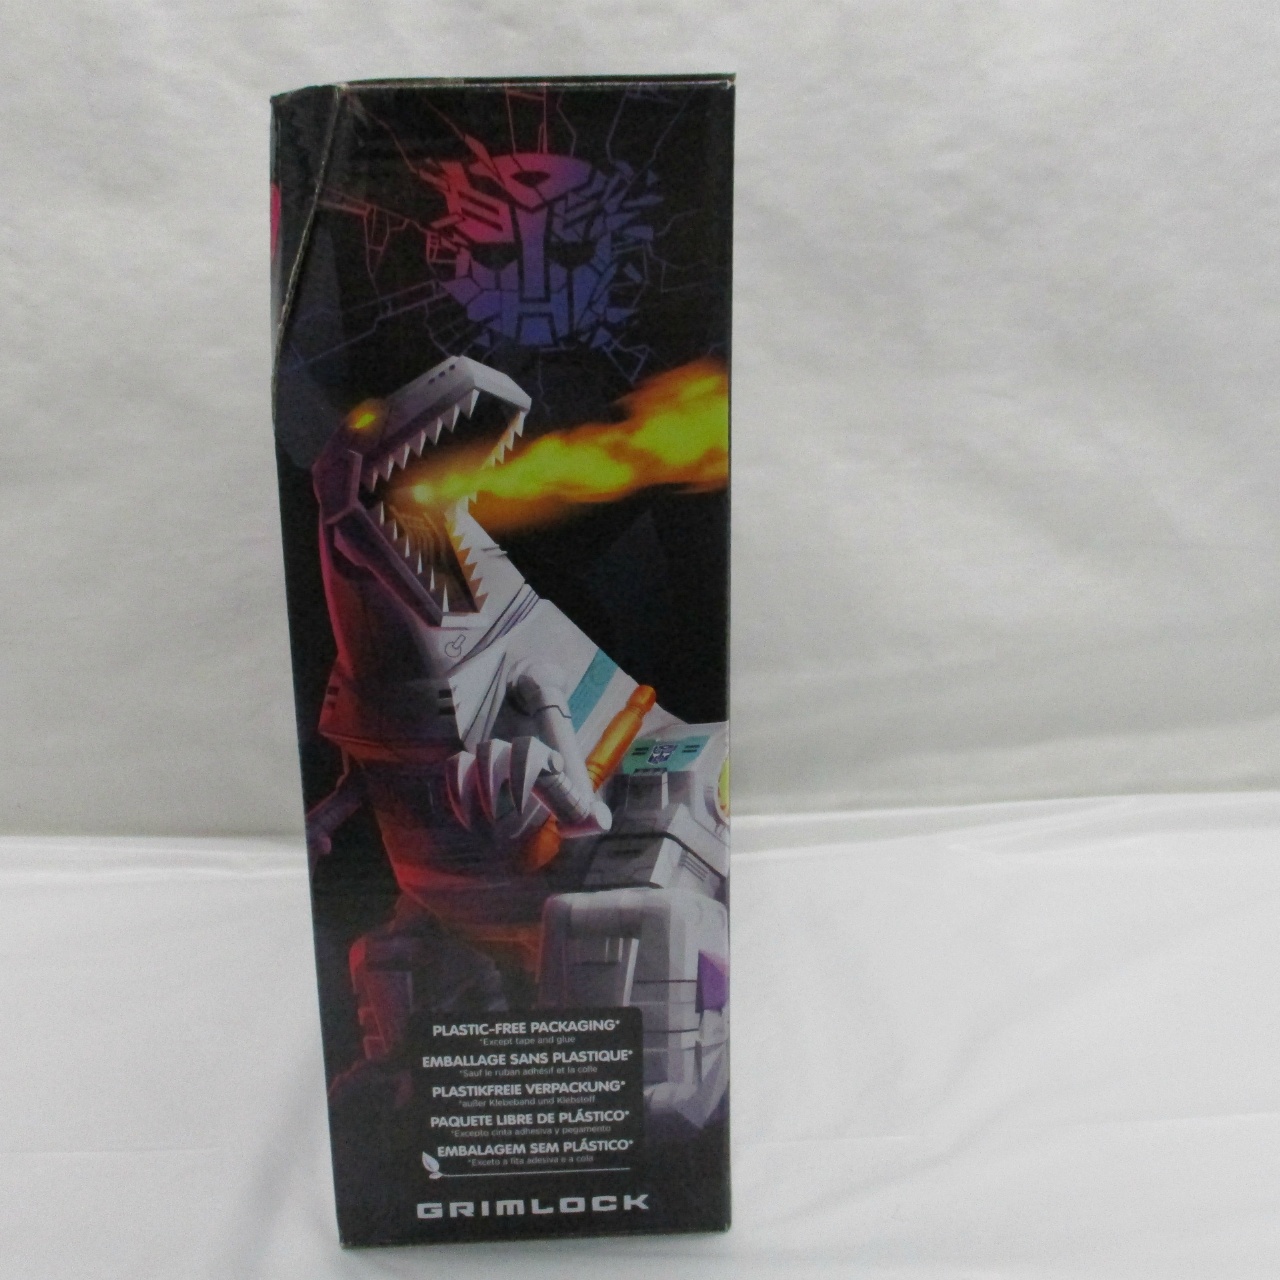 PLASTIC-FREE PACKAGING*
*Except tape and glue
EMBALLAGE SANS PLASTIQUE*
*Sauf le ruban adhésif et la colle
PLASTIKFREIE VERPACKUNG*
*außer Klebeband und Klebstoff
PAQUETE LIBRE DE PLÁSTICO*
*Excepto cinta adhesiva y pegamento
EMBALAGEM SEM PLÁSTICO*
*Exceto a fita adesiva e a cola
GRIMLOCK